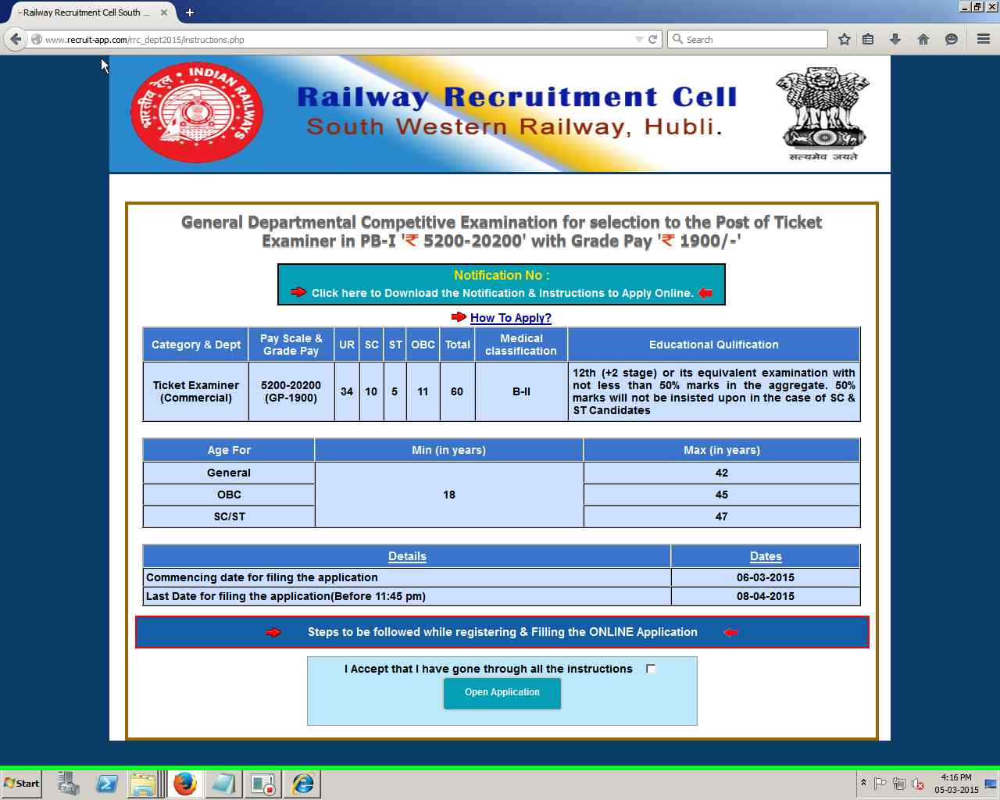 - Railway Recruitment Cell South ...
www.recruit-app.com/rrc_dept2015/instructions.php
Search
भारतीय रेल • INDIAN RAILWAYS
Railway Recruitment Cell
South Western Railway, Hubli.
सत्यमेव जयते
General Departmental Competitive Examination for selection to the Post of Ticket
Examiner in PB-I '₹ 5200-20200' with Grade Pay '₹ 1900/-'
Notification No :
Click here to Download the Notification & Instructions to Apply Online.
How To Apply?
Category & Dept Pay Scale & Grade Pay UR SC ST OBC Total Medical classification Educational Qulification
Ticket Examiner (Commercial) 5200-20200 (GP-1900) 34 10 5 11 60 B-II 12th (+2 stage) or its equivalent examination with
not less than 50% marks in the aggregate. 50%
marks will not be insisted upon in the case of SC &
ST Candidates
Age For Min (in years) Max (in years)
General 18 42
OBC 45
SC/ST 47
Details Dates
Commencing date for filing the application 06-03-2015
Last Date for filing the application(Before 11:45 pm) 08-04-2015
Steps to be followed while registering & Filling the ONLINE Application
I Accept that I have gone through all the instructions
Open Application
Start
4:16 PM
05-03-2015